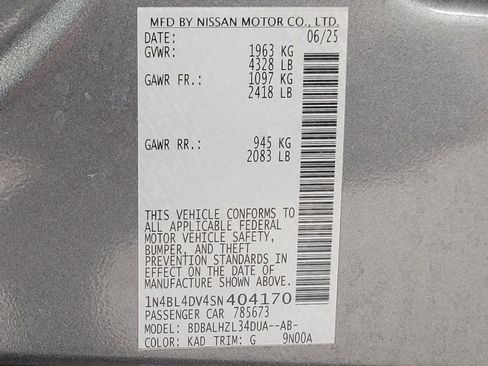 MFD BY NISSAN MOTOR CO., LTD.
DATE: 06/25
GVWR: 1963 KG
4328 LB
GAWR FR.: 1097 KG
2418 LB
GAWR RR.: 945 KG
2083 LB
THIS VEHICLE CONFORMS TO
ALL APPLICABLE FEDERAL
MOTOR VEHICLE SAFETY,
BUMPER, AND THEFT
PREVENTION STANDARDS IN
EFFECT ON THE DATE OF
MANUFACTURE SHOWN ABOVE.
1N4BL4DV4SN404170
PASSENGER CAR 785673
MODEL: BDBALHZL34DUA--AB-
COLOR: KAD TRIM: G 9N00A